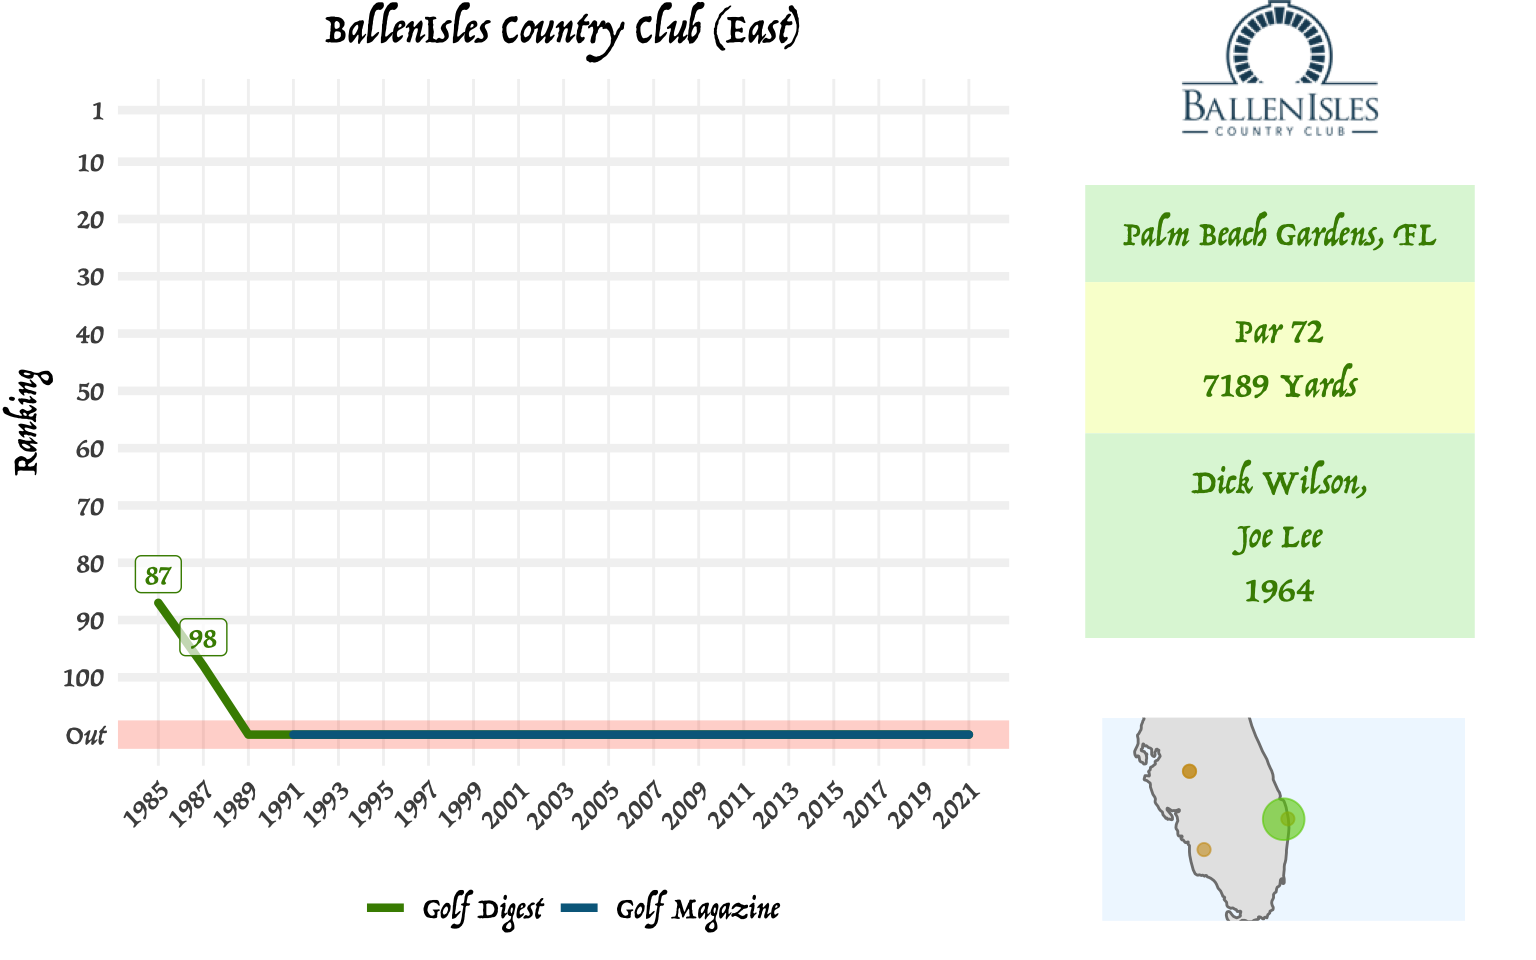 BallenIsles Country Club (East)
Ranking
1
10
20
30
40
50
60
70
80
90
100
Out
87
98
1985
1987
1989
1991
1993
1995
1997
1999
2001
2003
2005
2007
2009
2011
2013
2015
2017
2019
2021
Golf Digest
Golf Magazine
BALLENISLES
COUNTRY CLUB
Palm Beach Gardens, FL
Par 72
7189 Yards
Dick Wilson,
Joe Lee
1964